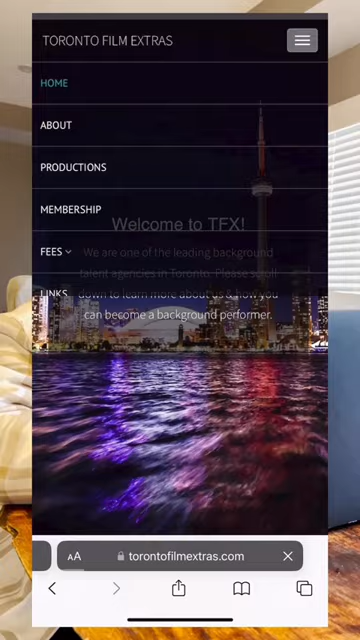 TORONTO FILM EXTRAS
HOME
ABOUT
PRODUCTIONS
MEMBERSHIP
Welcome to TFX!
FEES
We are one of the leading background
talent agencies in Toronto. Please scroll
LINKS
down to learn more about us & how you
can become a background performer.
AA
torontofilmextras.com